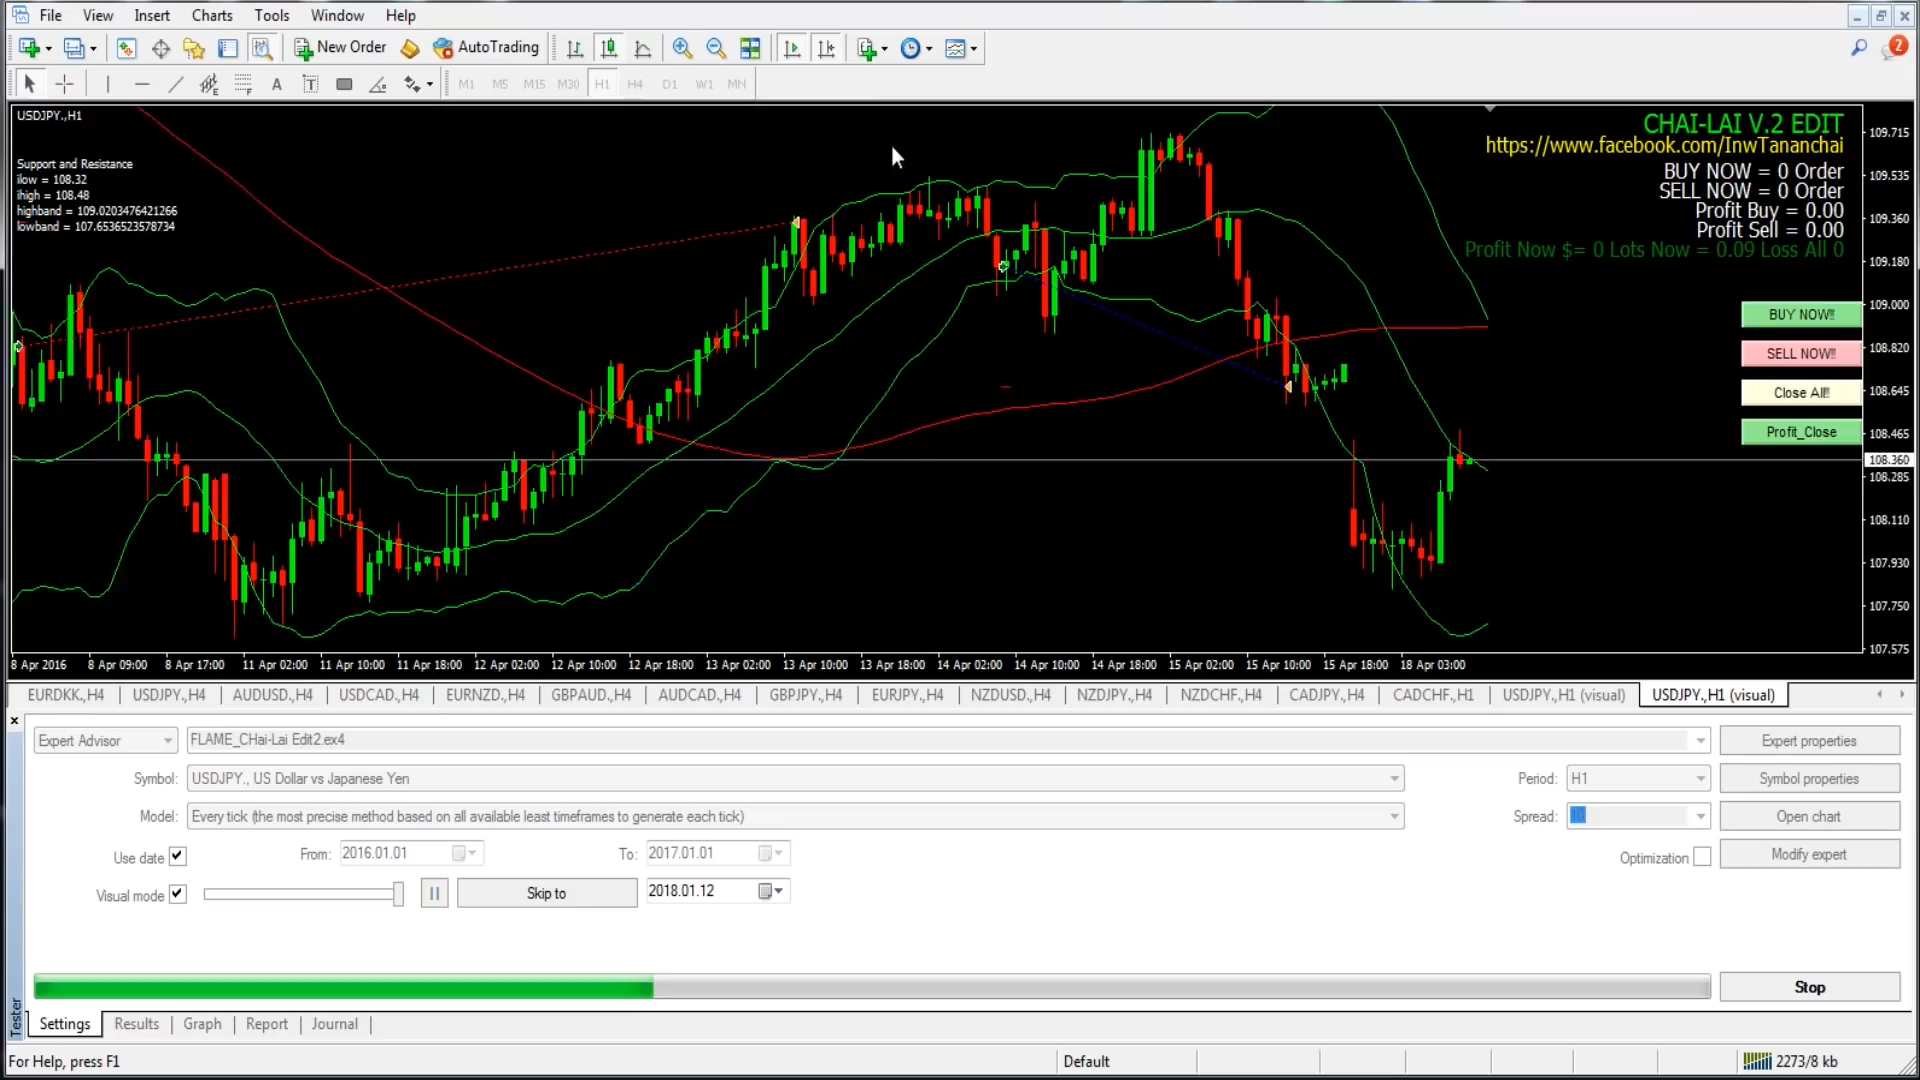 File View Insert Charts Tools Window Help
New Order AutoTrading 2
A T M1 M5 M15 M30 H1 H4 D1 W1 MN
USDJPY.,H1
Support and Resistance
ilow = 108.32
ihigh = 108.48
highband = 109.0203476421266
lowband = 107.6536523578734
CHAI-LAI V.2 EDIT
https://www.facebook.com/InwTananchai
BUY NOW = 0 Order
SELL NOW = 0 Order
Profit Buy = 0.00
Profit Sell = 0.00
Profit Now $= 0 Lots Now = 0.09 Loss All 0
BUY NOW!!
SELL NOW!!
Close All!!
Profit_Close
109.715
109.535
109.360
109.180
109.000
108.820
108.645
108.465
108.360
108.285
108.110
107.930
107.750
107.575
8 Apr 2016 8 Apr 09:00 8 Apr 17:00 11 Apr 02:00 11 Apr 10:00 11 Apr 18:00 12 Apr 02:00 12 Apr 10:00 12 Apr 18:00 13 Apr 02:00 13 Apr 10:00 13 Apr 18:00 14 Apr 02:00 14 Apr 10:00 14 Apr 18:00 15 Apr 02:00 15 Apr 10:00 15 Apr 18:00 18 Apr 03:00
EURDKK.,H4 USDJPY.,H4 AUDUSD.,H4 USDCAD.,H4 EURNZD.,H4 GBPAUD.,H4 AUDCAD.,H4 GBPJPY.,H4 EURJPY.,H4 NZDUSD.,H4 NZDJPY.,H4 NZDCHF.,H4 CADJPY.,H4 CADCHF.,H1 USDJPY.,H1 (visual) USDJPY.,H1 (visual)
Expert Advisor FLAME_CHai-Lai Edit2.ex4 Expert properties
Symbol: USDJPY., US Dollar vs Japanese Yen Period: H1 Symbol properties
Model: Every tick (the most precise method based on all available least timeframes to generate each tick) Spread: Open chart
Use date From: 2016.01.01 To: 2017.01.01 Optimization Modify expert
Visual mode Skip to 2018.01.12
Stop
Tester
Settings Results Graph Report Journal
For Help, press F1 Default 2273/8 kb